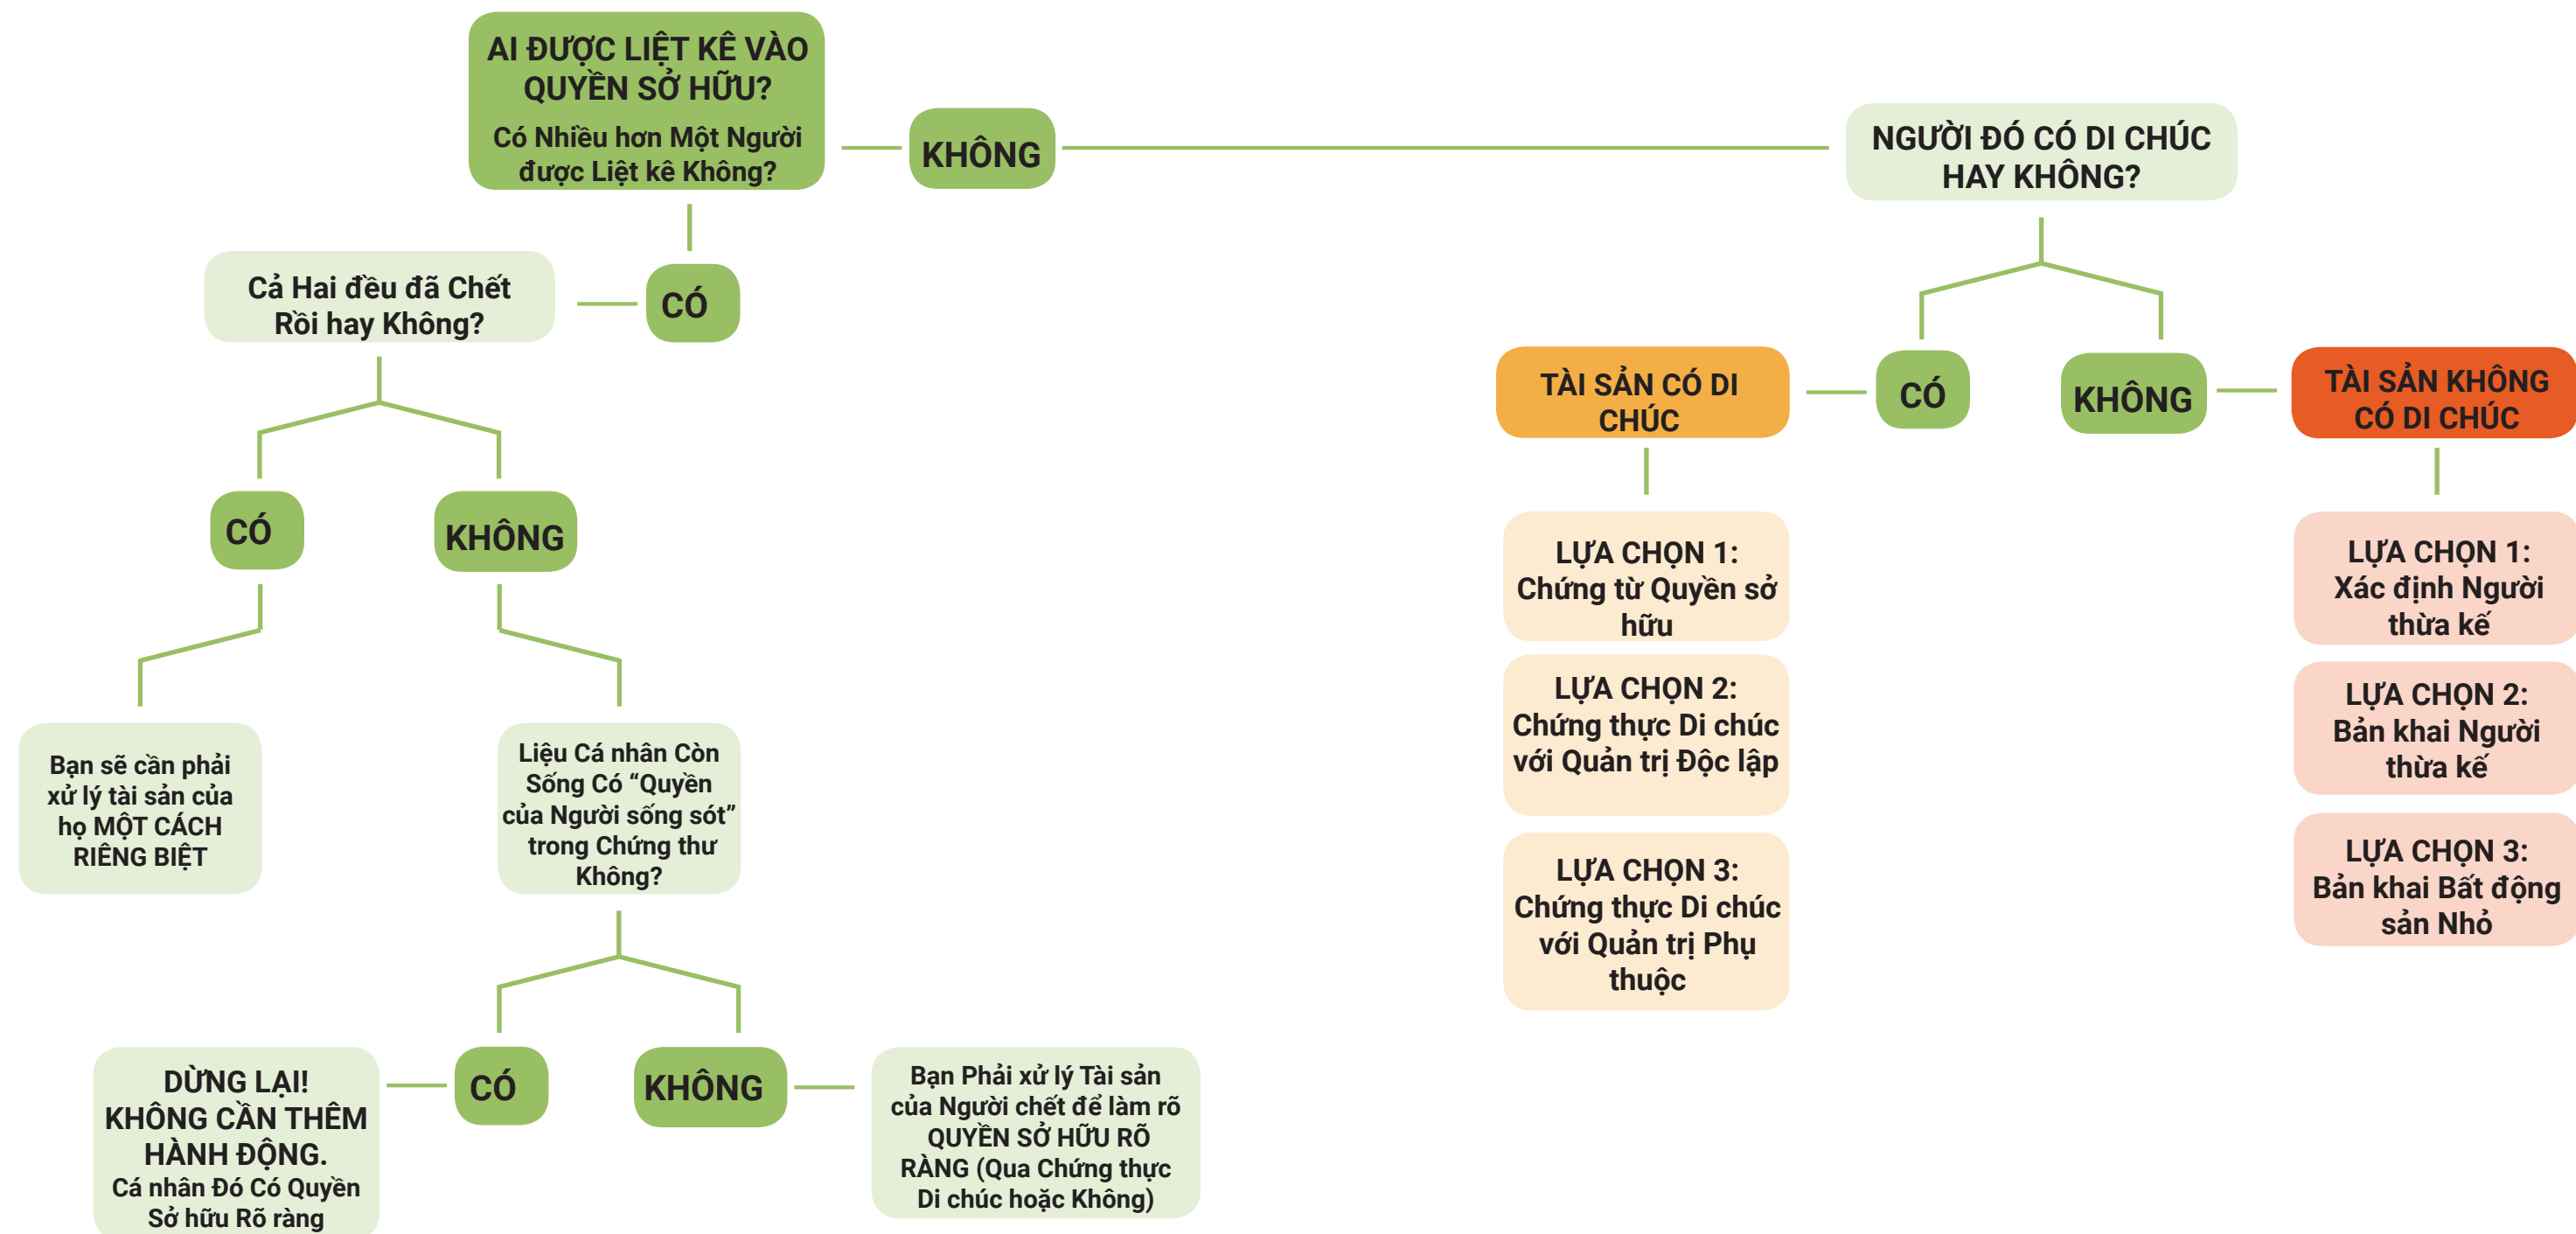 AI ĐƯỢC LIỆT KÊ VÀO
QUYỀN SỞ HỮU?
Có Nhiều hơn Một Người
được Liệt kê Không?
KHÔNG
NGƯỜI ĐÓ CÓ DI CHÚC
HAY KHÔNG?
Cả Hai đều đã Chết
Rồi hay Không?
CÓ
TÀI SẢN CÓ DI
CHÚC
CÓ
KHÔNG
TÀI SẢN KHÔNG
CÓ DI CHÚC
CÓ
KHÔNG
LỰA CHỌN 1:
Chứng từ Quyền sở
hữu
LỰA CHỌN 1:
Xác định Người
thừa kế
LỰA CHỌN 2:
Chứng thực Di chúc
với Quản trị Độc lập
LỰA CHỌN 2:
Bản khai Người
thừa kế
Bạn sẽ cần phải
xử lý tài sản của
họ MỘT CÁCH
RIÊNG BIỆT
Liệu Cá nhân Còn
Sống Có “Quyền
của Người sống sót”
trong Chứng thư
Không?
LỰA CHỌN 3:
Chứng thực Di chúc
với Quản trị Phụ
thuộc
LỰA CHỌN 3:
Bản khai Bất động
sản Nhỏ
DỪNG LẠI!
KHÔNG CẦN THÊM
HÀNH ĐỘNG.
Cá nhân Đó Có Quyền
Sở hữu Rõ ràng
CÓ
KHÔNG
Bạn Phải xử lý Tài sản
của Người chết để làm rõ
QUYỀN SỞ HỮU RÕ
RÀNG (Qua Chứng thực
Di chúc hoặc Không)